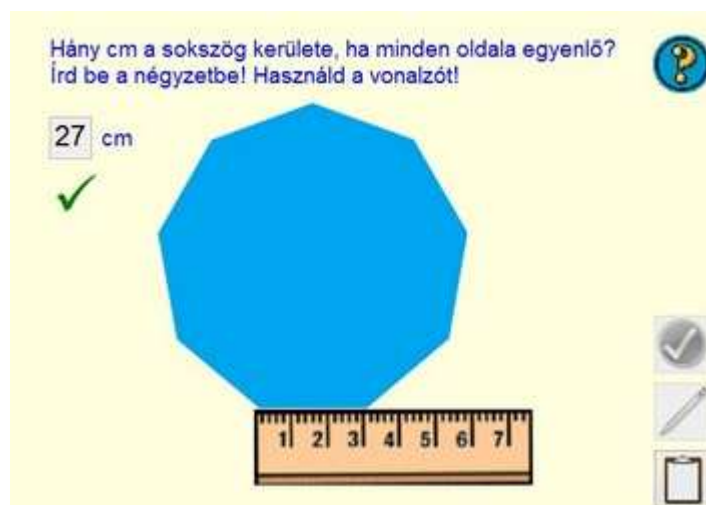 Hány cm a sokszög kerülete, ha minden oldala egyenlő?
Írd be a négyzetbe! Használd a vonalzót!
27 cm
1 2 3 4 5 6 7